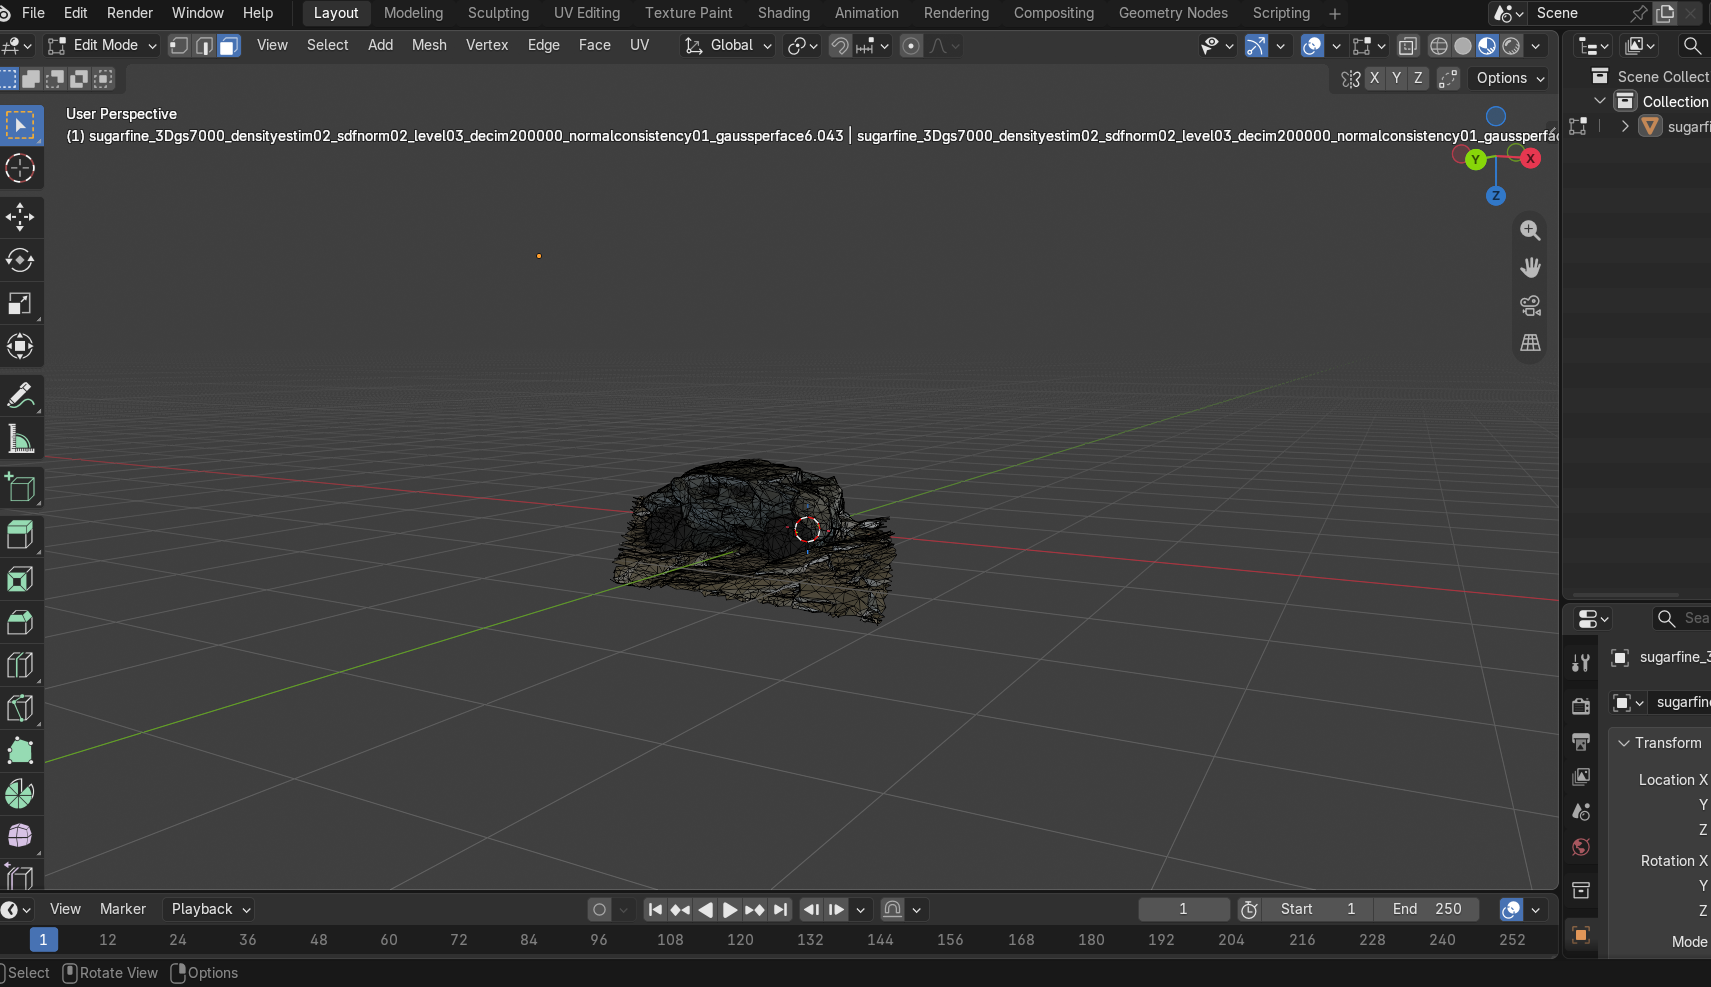 File Edit Render Window Help Layout Modeling Sculpting UV Editing Texture Paint Shading Animation Rendering Compositing Geometry Nodes Scripting + Scene
Edit Mode View Select Add Mesh Vertex Edge Face UV Global
X Y Z Options
Scene Collect
Collection
sugarfi
User Perspective
(1) sugarfine_3Dgs7000_densityestim02_sdfnorm02_level03_decim200000_normalconsistency01_gaussperface6.043 | sugarfine_3Dgs7000_densityestim02_sdfnorm02_level03_decim200000_normalconsistency01_gaussperfac
Y X
Z
Sea
sugarfine_3
sugarfine
Transform
Location X
Y
Z
Rotation X
Y
Z
Mode
View Marker Playback 1 Start 1 End 250
1 12 24 36 48 60 72 84 96 108 120 132 144 156 168 180 192 204 216 228 240 252
Select Rotate View Options